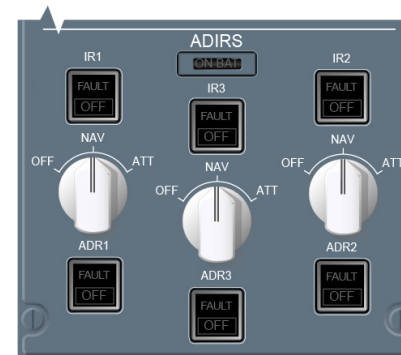 ADIRS
IR1
ON BAT
IR2
FAULT
OFF
IR3
FAULT
OFF
FAULT
OFF
NAV
OFF
ATT
NAV
OFF
ATT
NAV
OFF
ATT
ADR1
ADR3
ADR2
FAULT
OFF
FAULT
OFF
FAULT
OFF